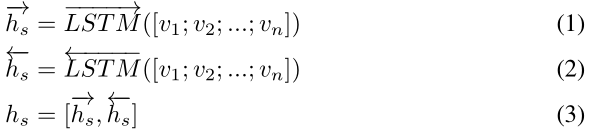 $\overrightarrow{h_s} = \overrightarrow{LSTM}([v_1; v_2; ...; v_n])$ (1)
$\overleftarrow{h_s} = \overleftarrow{LSTM}([v_1; v_2; ...; v_n])$ (2)
$h_s = [\overrightarrow{h_s}, \overleftarrow{h_s}]$ (3)